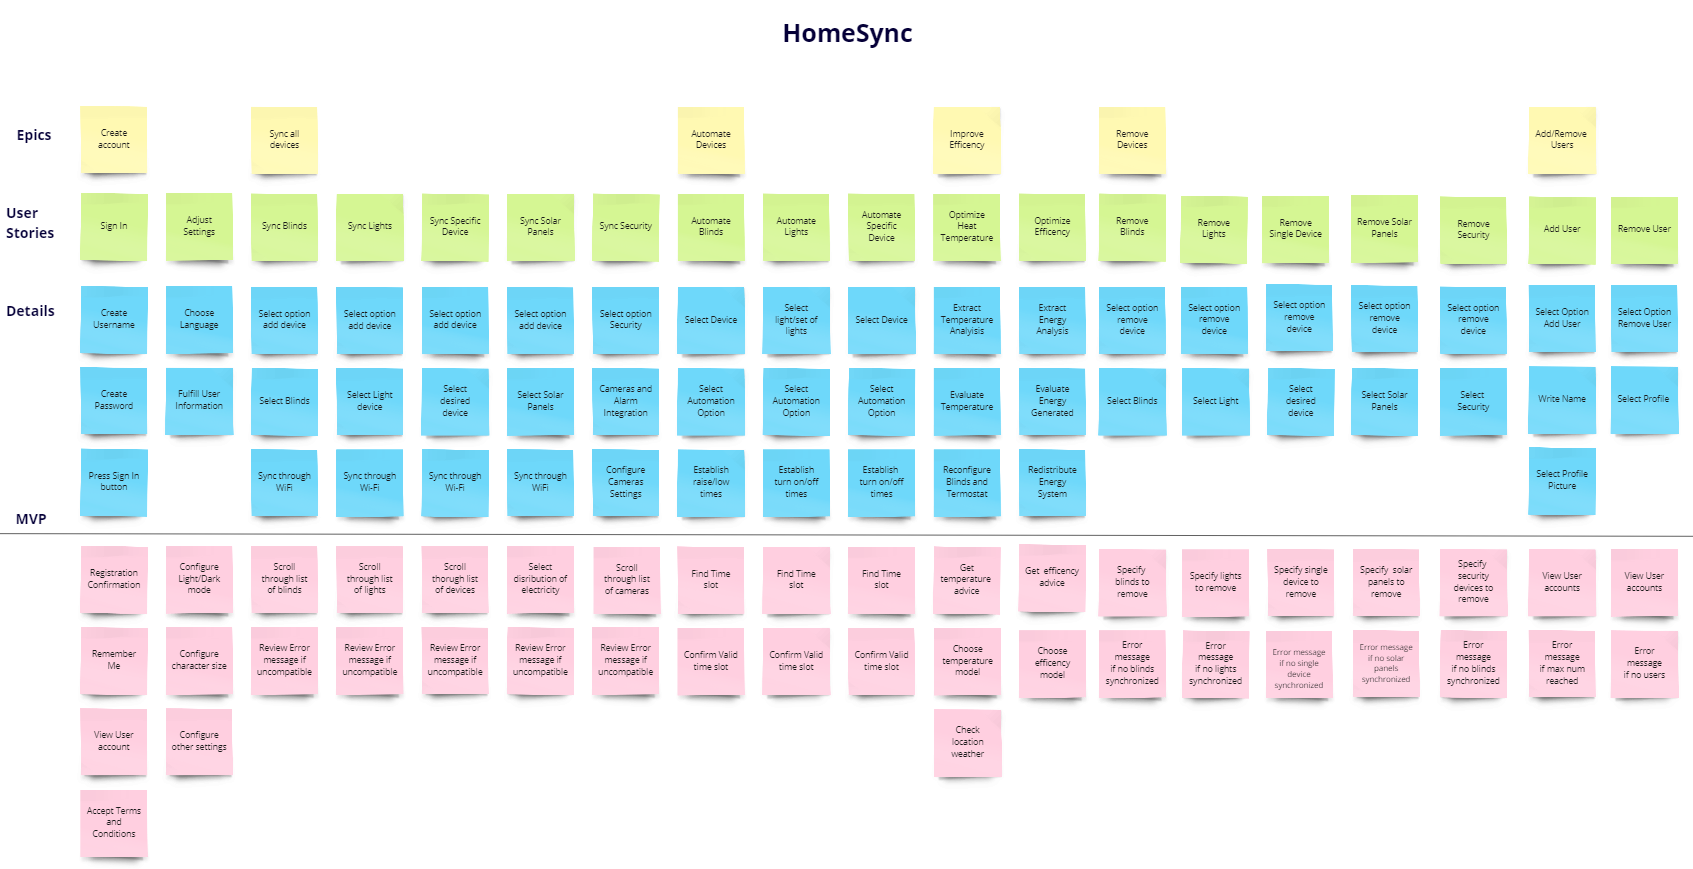 HomeSync
Epics
Create
account
Sync all
devices
Automate
Devices
Improve
Efficency
Remove
Devices
Add/Remove
Users
User
Stories
Sign In
Adjust
Settings
Sync Blinds
Sync Lights
Sync Specific
Device
Sync Solar
Panels
Sync Security
Automate
Blinds
Automate
Lights
Automate
Specific
Device
Optimize
Heat
Temperature
Optimize
Efficency
Remove
Blinds
Remove
Lights
Remove
Single Device
Remove Solar
Panels
Remove
Security
Add User
Remove User
Details
Create
Username
Choose
Language
Select option
add device
Select option
add device
Select option
add device
Select option
add device
Select option
Security
Select Device
Select
light/set of
lights
Select Device
Extract
Temperature
Analyisis
Extract
Energy
Analysis
Select option
remove
device
Select option
remove
device
Select option
remove
device
Select option
remove
device
Select option
remove
device
Select Option
Add User
Select Option
Remove User
Create
Password
Fulfill User
Information
Select Blinds
Select Light
device
Select
desired
device
Select Solar
Panels
Cameras and
Alarm
Integration
Select
Automation
Option
Select
Automation
Option
Select
Automation
Option
Evaluate
Temperature
Evaluate
Energy
Generated
Select Blinds
Select Light
Select
desired
device
Select Solar
Panels
Select
Security
Write Name
Select Profile
Press Sign In
button
Sync through
WiFi
Sync through
Wi-Fi
Sync through
Wi-Fi
Sync through
WiFi
Configure
Cameras
Settings
Establish
raise/low
times
Establish
turn on/off
times
Establish
turn on/off
times
Reconfigure
Blinds and
Termostat
Redistribute
Energy
System
Select Profile
Picture
MVP
Registration
Confirmation
Configure
Light/Dark
mode
Scroll
through list
of blinds
Scroll
through list
of lights
Scroll
thorugh list
of devices
Select
disribution of
electricity
Scroll
through list
of cameras
Find Time
slot
Find Time
slot
Find Time
slot
Get
temperature
advice
Get efficency
advice
Specify
blinds to
remove
Specify lights
to remove
Specify single
device to
remove
Specify solar
panels to
remove
Specify
security
devices to
remove
View User
accounts
View User
accounts
Remember
Me
Configure
character size
Review Error
message if
uncompatible
Review Error
message if
uncompatible
Review Error
message if
uncompatible
Review Error
message if
uncompatible
Review Error
message if
uncompatible
Confirm Valid
time slot
Confirm Valid
time slot
Confirm Valid
time slot
Choose
temperature
model
Choose
efficency
model
Error
message
if no blinds
synchronized
Error
message
if no lights
synchronized
Error message
if no single
device
synchronized
Error message
if no solar
panels
synchronized
Error
message
if no blinds
synchronized
Error
message
if max num
reached
Error
message
if no users
View User
account
Configure
other settings
Check
location
weather
Accept Terms
and
Conditions